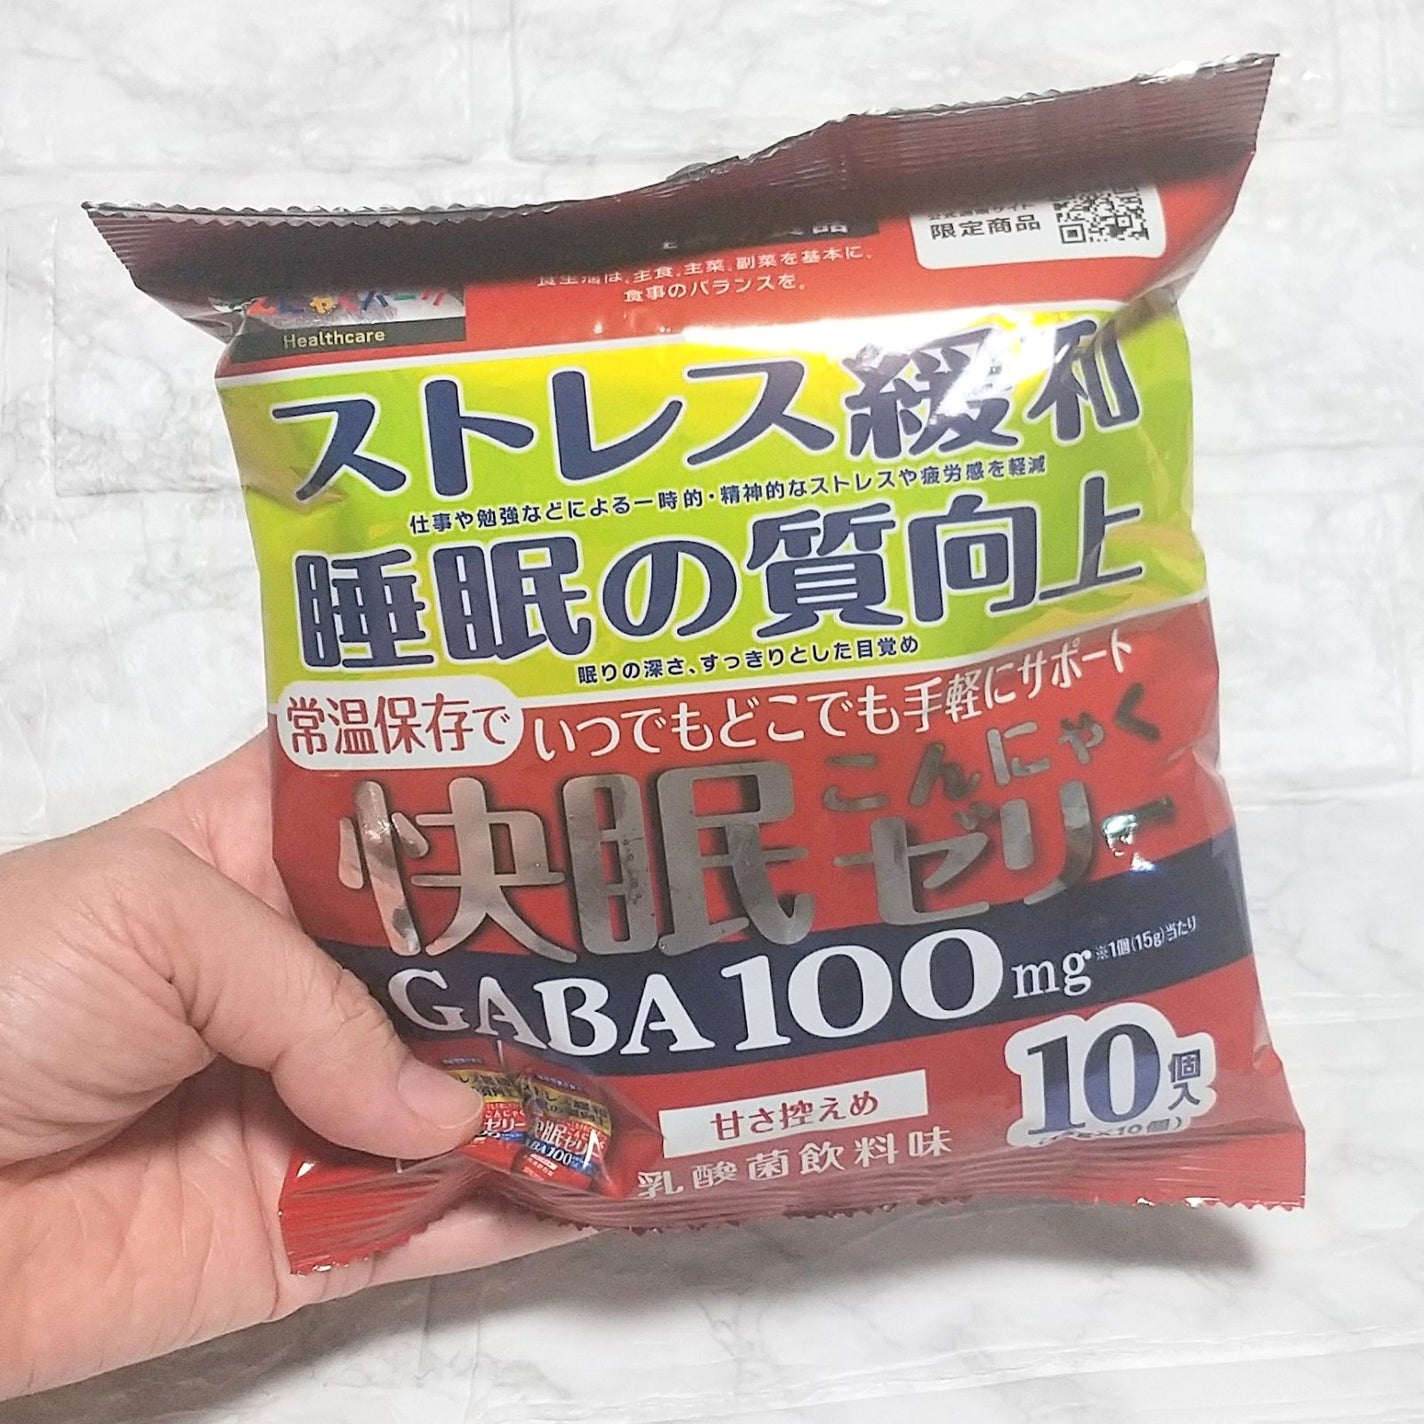 限定商品
食生活は、主食、主菜、副菜を基本に、
食事のバランスを。
Healthcare
ストレス緩和
仕事や勉強などによる一時的・精神的なストレスや疲労感を軽減
睡眠の質向上
眠りの深さ、すっきりとした目覚め
常温保存で いつでもどこでも手軽にサポート
快眠 こんにゃく
ゼリー
GABA100mg ※1個(15g)当たり
10個入
甘さ控えめ
乳酸菌飲料味